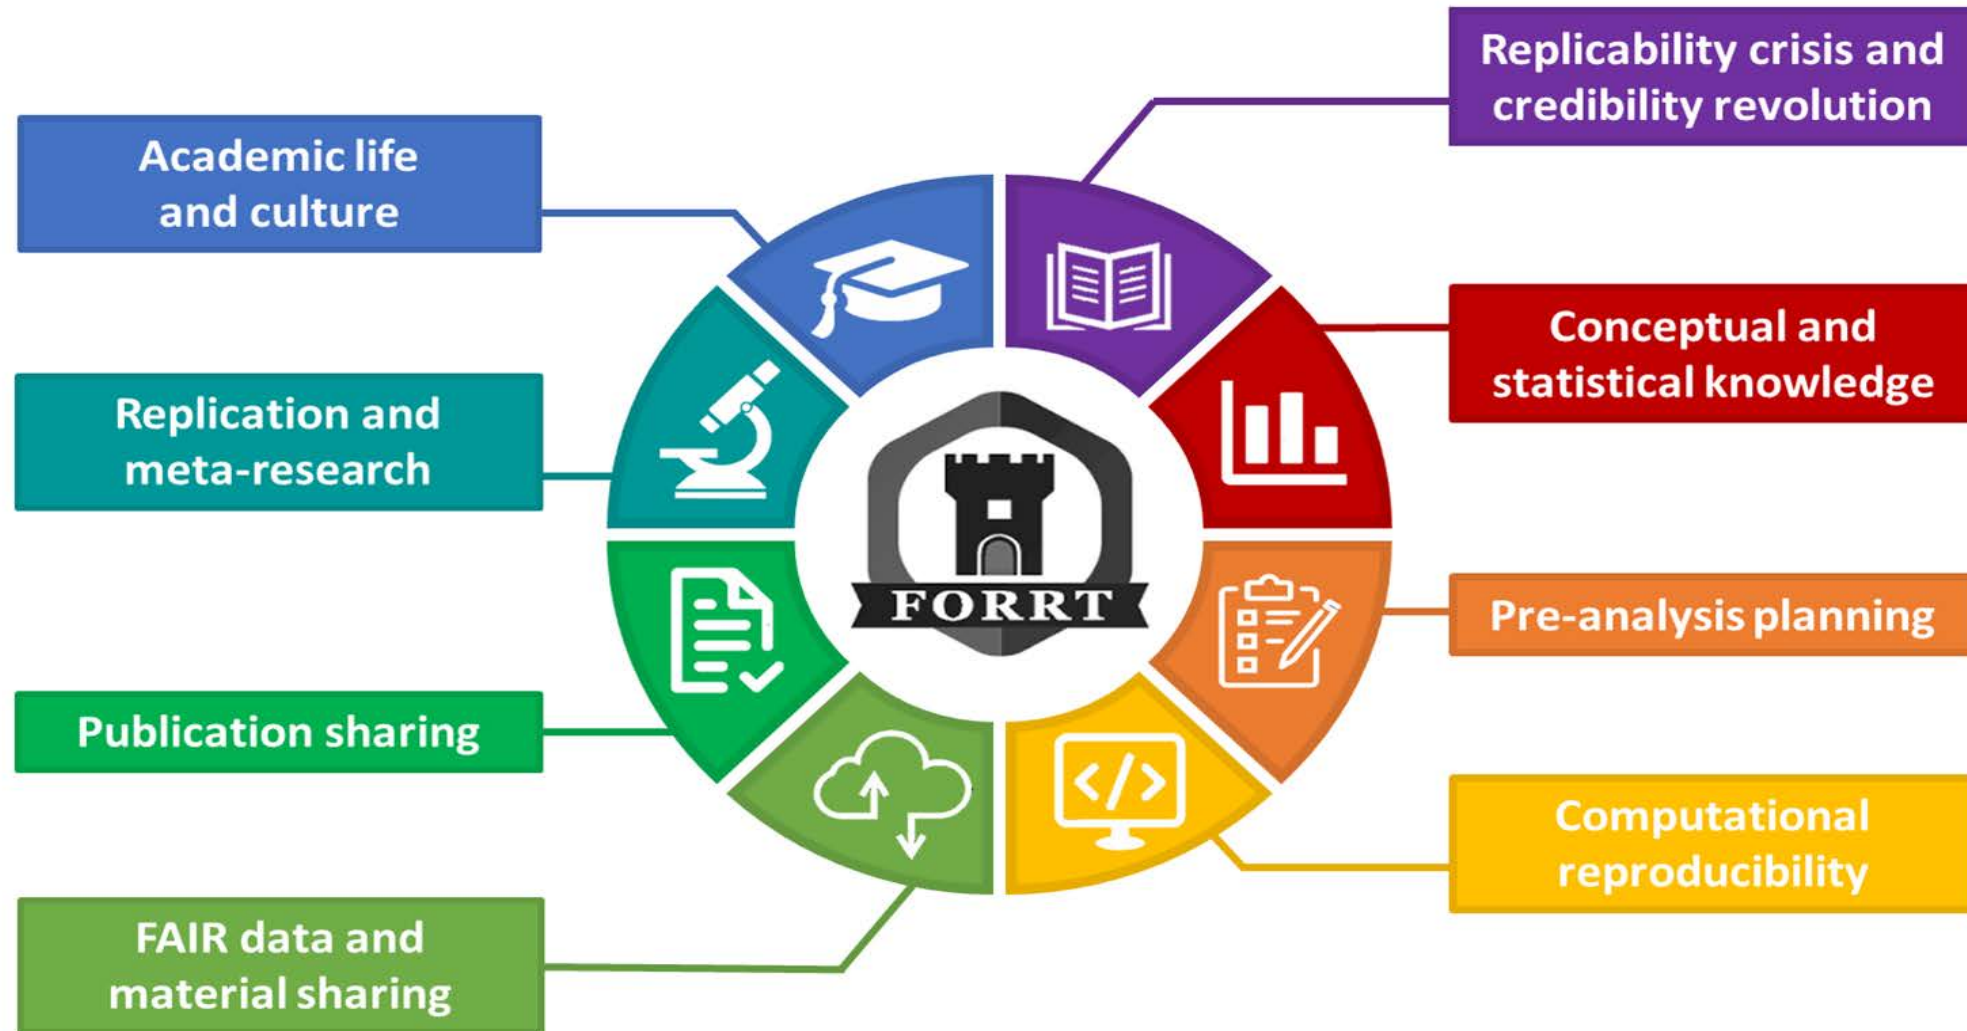 Replicability crisis and
credibility revolution
Academic life
and culture
Conceptual and
statistical knowledge
Replication and
meta-research
FORRT
Pre-analysis planning
Publication sharing
Computational
reproducibility
FAIR data and
material sharing